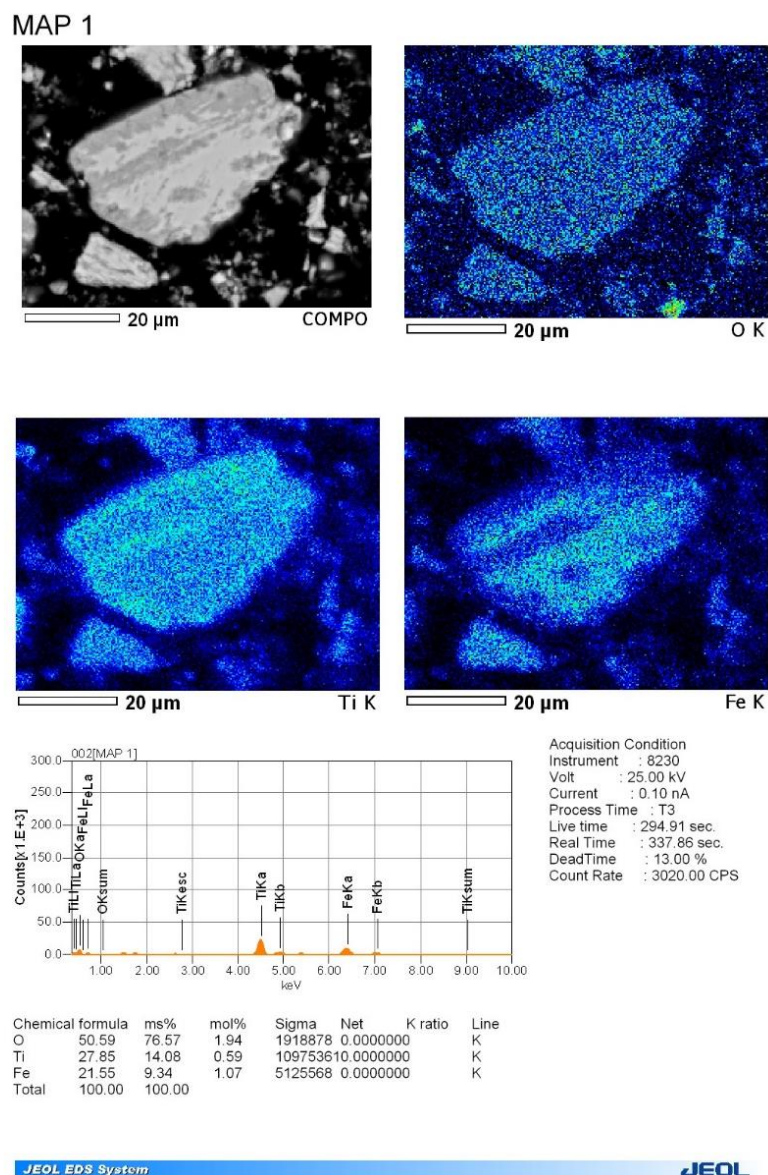 MAP 1
20 µm COMPO
20 µm O K
20 µm Ti K
20 µm Fe K
002[MAP 1]
Counts[x1.E+3]
300.0
250.0
200.0
150.0
100.0
50.0
0.0
TiLl TiLa OKa FeLl FeLa
OKsum
TiKesc
TiKa
TiKb
FeKa
FeKb
TiKsum
1.00 2.00 3.00 4.00 5.00 6.00 7.00 8.00 9.00 10.00
keV
Acquisition Condition
Instrument : 8230
Volt : 25.00 kV
Current : 0.10 nA
Process Time : T3
Live time : 294.91 sec.
Real Time : 337.86 sec.
DeadTime : 13.00 %
Count Rate : 3020.00 CPS
Chemical formula ms% mol% Sigma Net K ratio Line
O 50.59 76.57 1.94 1918878 0.0000000 K
Ti 27.85 14.08 0.59 10975361 0.0000000 K
Fe 21.55 9.34 1.07 5125568 0.0000000 K
Total 100.00 100.00
JEOL EDS System JEOL